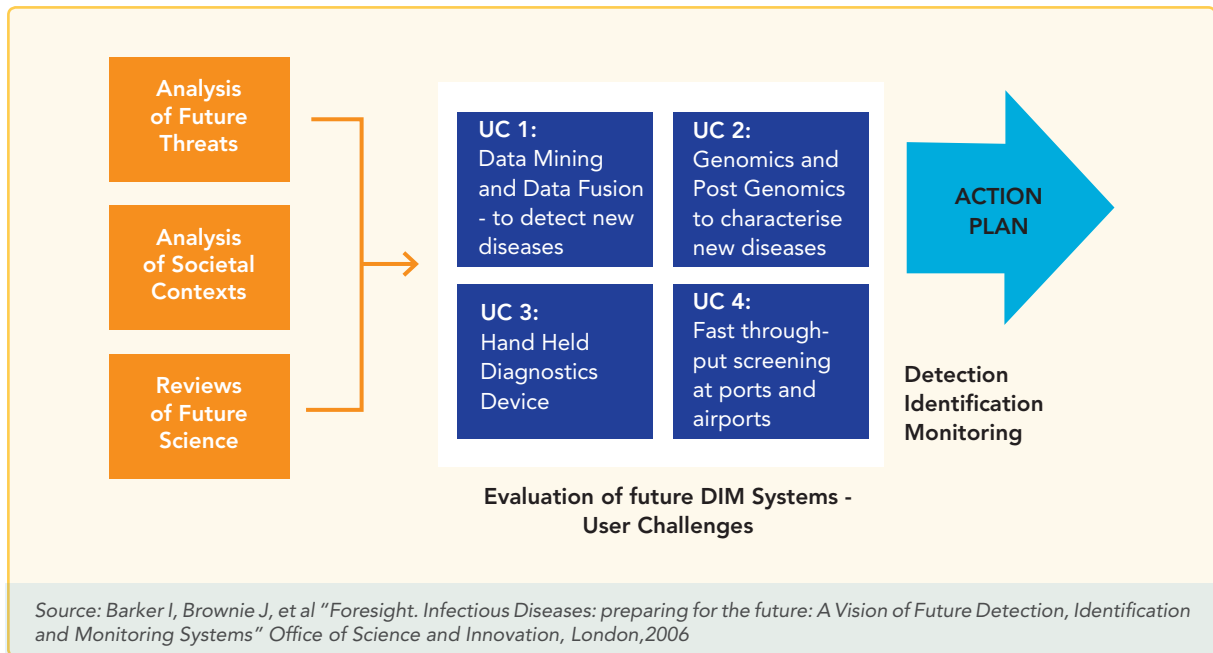 Analysis
of Future
Threats
Analysis
of Societal
Contexts
Reviews
of Future
Science
UC 1:
Data Mining
and Data Fusion
- to detect new
diseases
UC 2:
Genomics and
Post Genomics
to characterise
new diseases
UC 3:
Hand Held
Diagnostics
Device
UC 4:
Fast through-
put screening
at ports and
airports
ACTION
PLAN
Detection
Identification
Monitoring
Evaluation of future DIM Systems -
User Challenges
Source: Barker I, Brownie J, et al “Foresight. Infectious Diseases: preparing for the future: A Vision of Future Detection, Identification
and Monitoring Systems” Office of Science and Innovation, London,2006